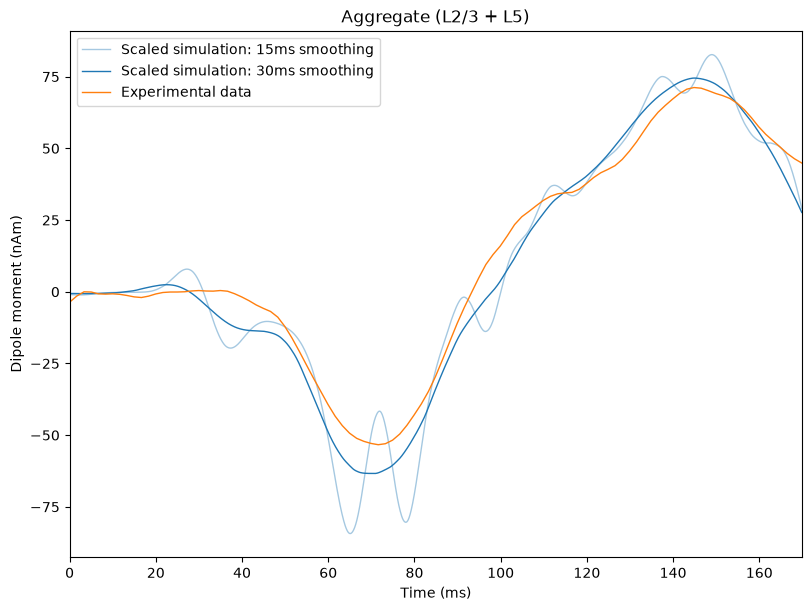 Aggregate (L2/3 + L5)
Scaled simulation: 15ms smoothing
Scaled simulation: 30ms smoothing
Experimental data
Dipole moment (nAm)
75
50
25
0
−25
−50
−75
0 20 40 60 80 100 120 140 160
Time (ms)